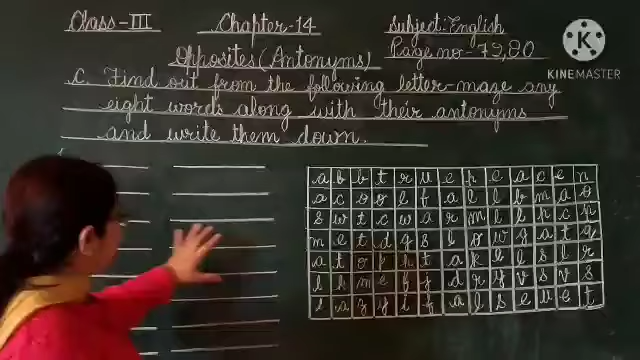 Class-III Chapter-14 Subject: English
Opposites (Antonyms) Page no-79,80
C. Find out from the following letter-maze any
eight words along with their antonyms
and write them down.
K KINEMASTER
a b b t r u e p e a c e n
a c o o l f a l l b m a o
s w t c w a r m l l p c p
m e t d g s l o w g a t q
a t o p h t a k e l s l r
l k m e f j d r y v s v s
l a z y i f a l s e u e t